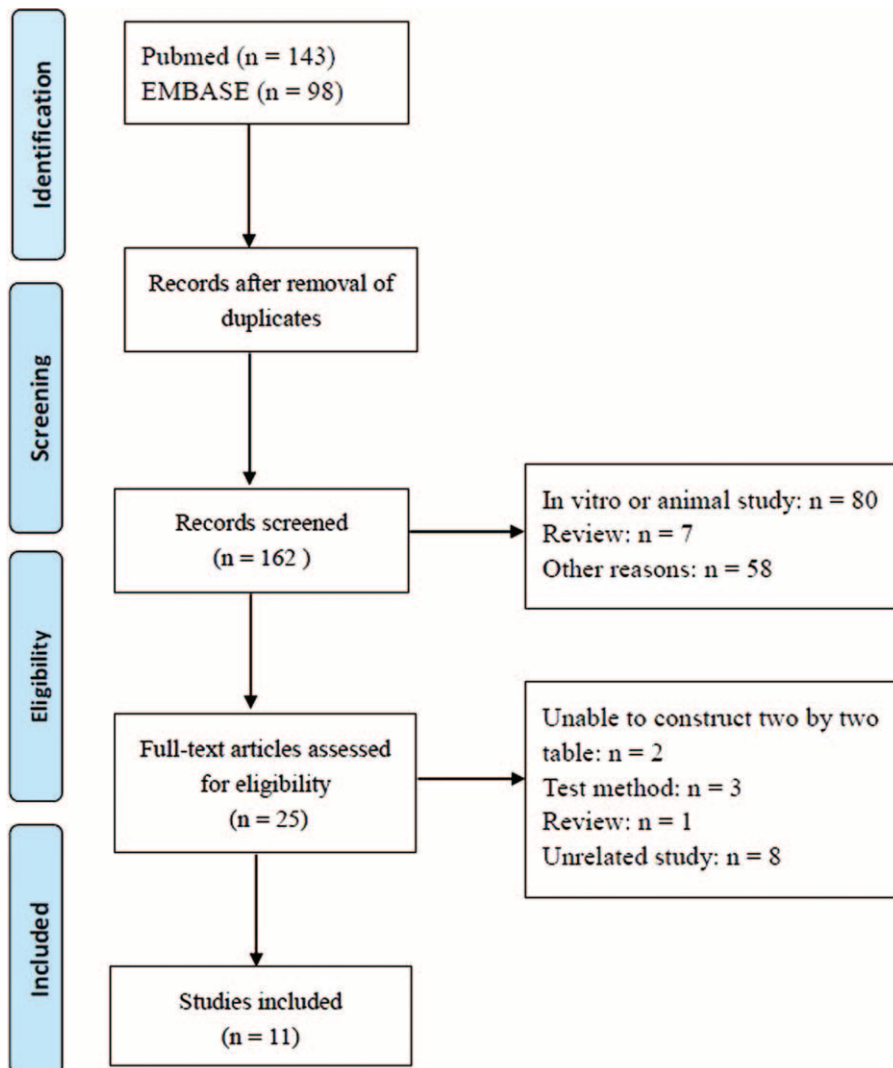 Identification
Pubmed (n = 143)
EMBASE (n = 98)
Records after removal of
duplicates
Screening
Records screened
(n = 162 )
In vitro or animal study: n = 80
Review: n = 7
Other reasons: n = 58
Eligibility
Full-text articles assessed
for eligibility
(n = 25)
Unable to construct two by two
table: n = 2
Test method: n = 3
Review: n = 1
Unrelated study: n = 8
Included
Studies included
(n = 11)